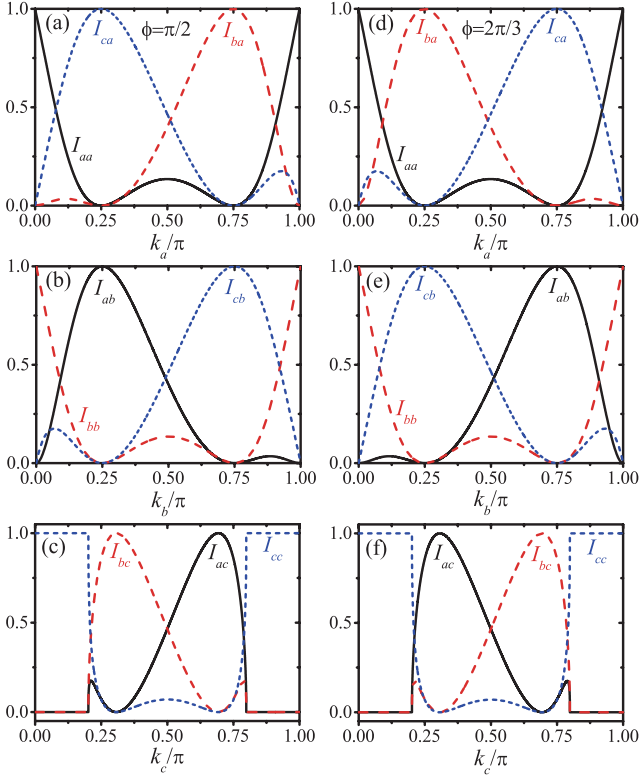 (a) I_ca ϕ=π/2 I_ba
1.0
0.5
I_aa
0.0
0.00 0.25 0.50 0.75 1.00
k_a/π
(d) I_ba ϕ=2π/3 I_ca
1.0
0.5
I_aa
0.0
0.00 0.25 0.50 0.75 1.00
k_a/π
(b) I_ab I_cb
1.0
0.5
I_bb
0.0
0.00 0.25 0.50 0.75 1.00
k_b/π
(e) I_cb I_ab
1.0
0.5
I_bb
0.0
0.00 0.25 0.50 0.75 1.00
k_b/π
(c) I_bc I_ac I_cc
1.0
0.5
0.0
0.00 0.25 0.50 0.75 1.00
k_c/π
(f) I_ac I_bc I_cc
1.0
0.5
0.0
0.00 0.25 0.50 0.75 1.00
k_c/π